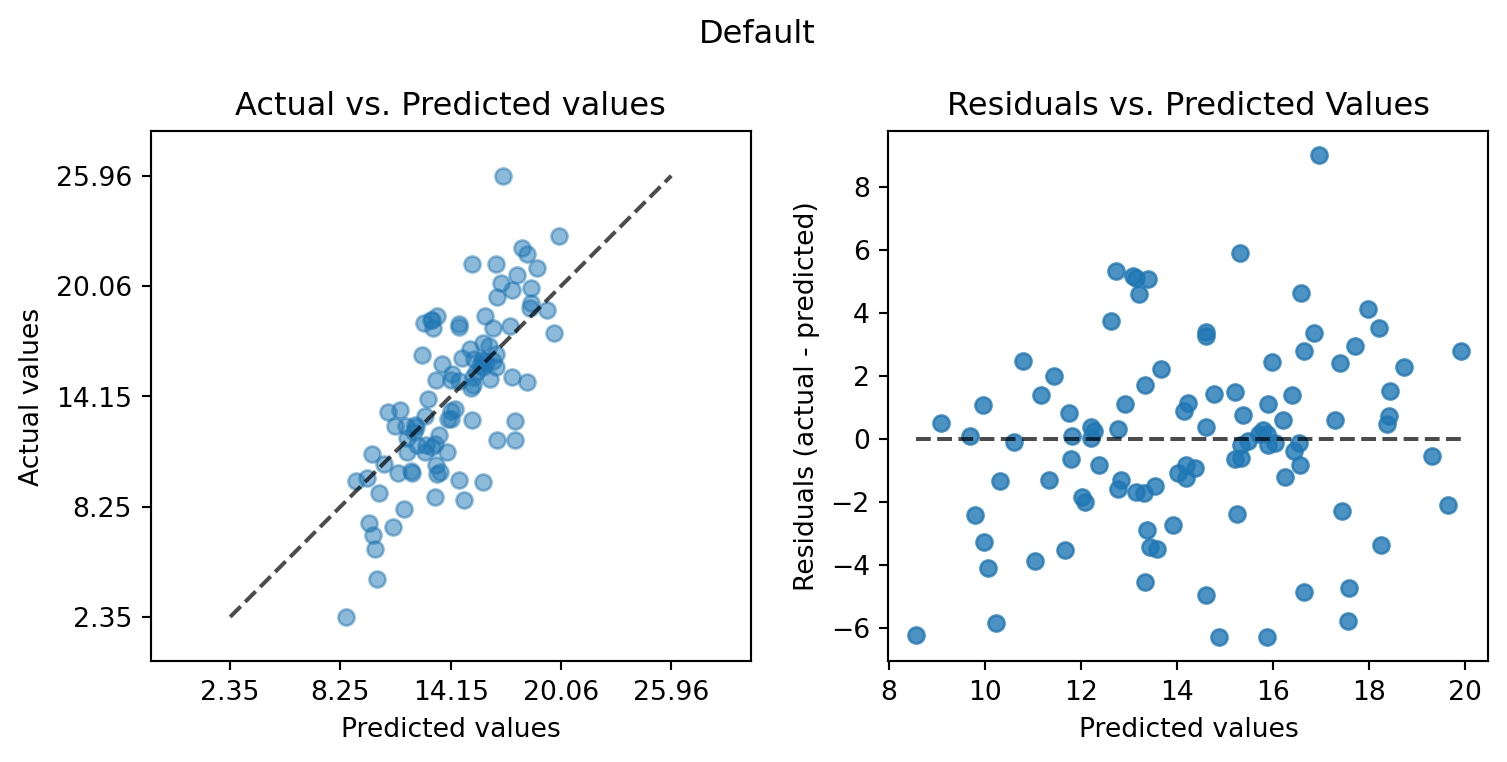 Default
Actual vs. Predicted values
Actual values
25.96
20.06
14.15
8.25
2.35
2.35 8.25 14.15 20.06 25.96
Predicted values
Residuals vs. Predicted Values
Residuals (actual - predicted)
8
6
4
2
0
−2
−4
−6
8 10 12 14 16 18 20
Predicted values